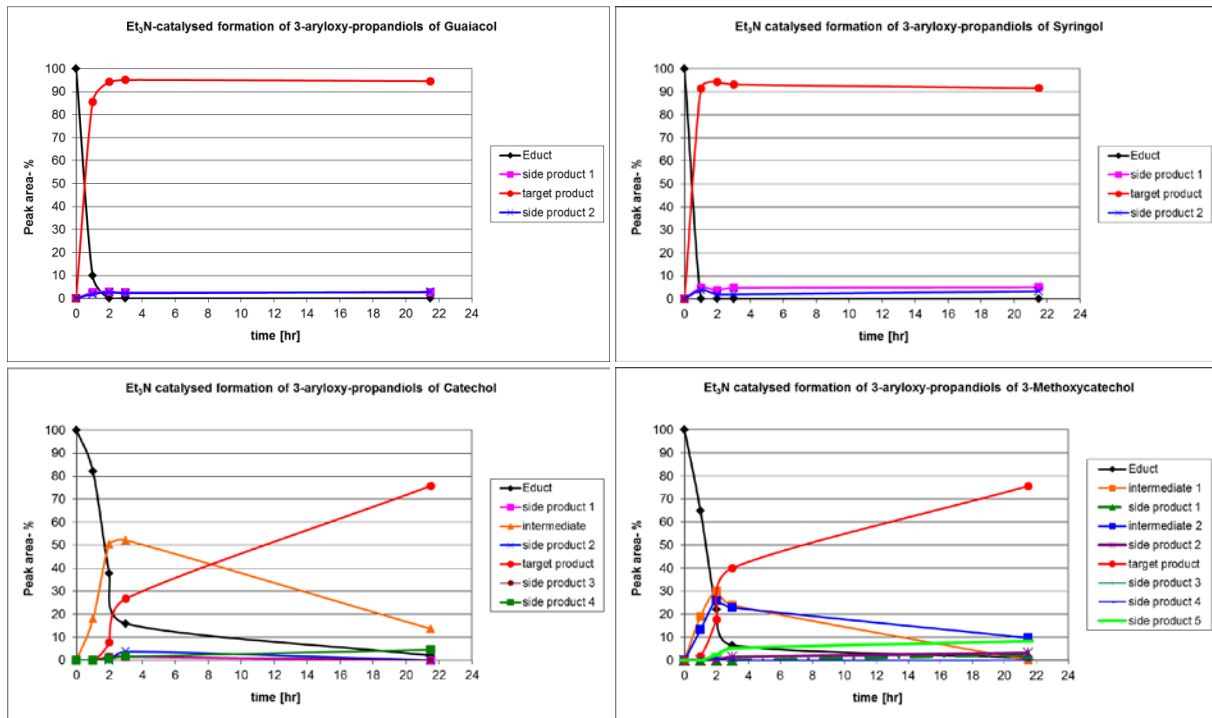 Et₃N-catalysed formation of 3-aryloxy-propandiols of Guaiacol
Peak area- %
100
90
80
70
60
50
40
30
20
10
0
0 2 4 6 8 10 12 14 16 18 20 22 24
time [hr]
Educt
side product 1
target product
side product 2
Et₃N catalysed formation of 3-aryloxy-propandiols of Syringol
Peak area- %
100
90
80
70
60
50
40
30
20
10
0
0 2 4 6 8 10 12 14 16 18 20 22 24
time [hr]
Educt
side product 1
target product
side product 2
Et₃N catalysed formation of 3-aryloxy-propandiols of Catechol
Peak area- %
100
90
80
70
60
50
40
30
20
10
0
0 2 4 6 8 10 12 14 16 18 20 22 24
time [hr]
Educt
side product 1
intermediate
side product 2
target product
side product 3
side product 4
Et₃N catalysed formation of 3-aryloxy-propandiols of 3-Methoxycatechol
Peak area- %
100
90
80
70
60
50
40
30
20
10
0
0 2 4 6 8 10 12 14 16 18 20 22 24
time [hr]
Educt
intermediate 1
side product 1
intermediate 2
side product 2
target product
side product 3
side product 4
side product 5